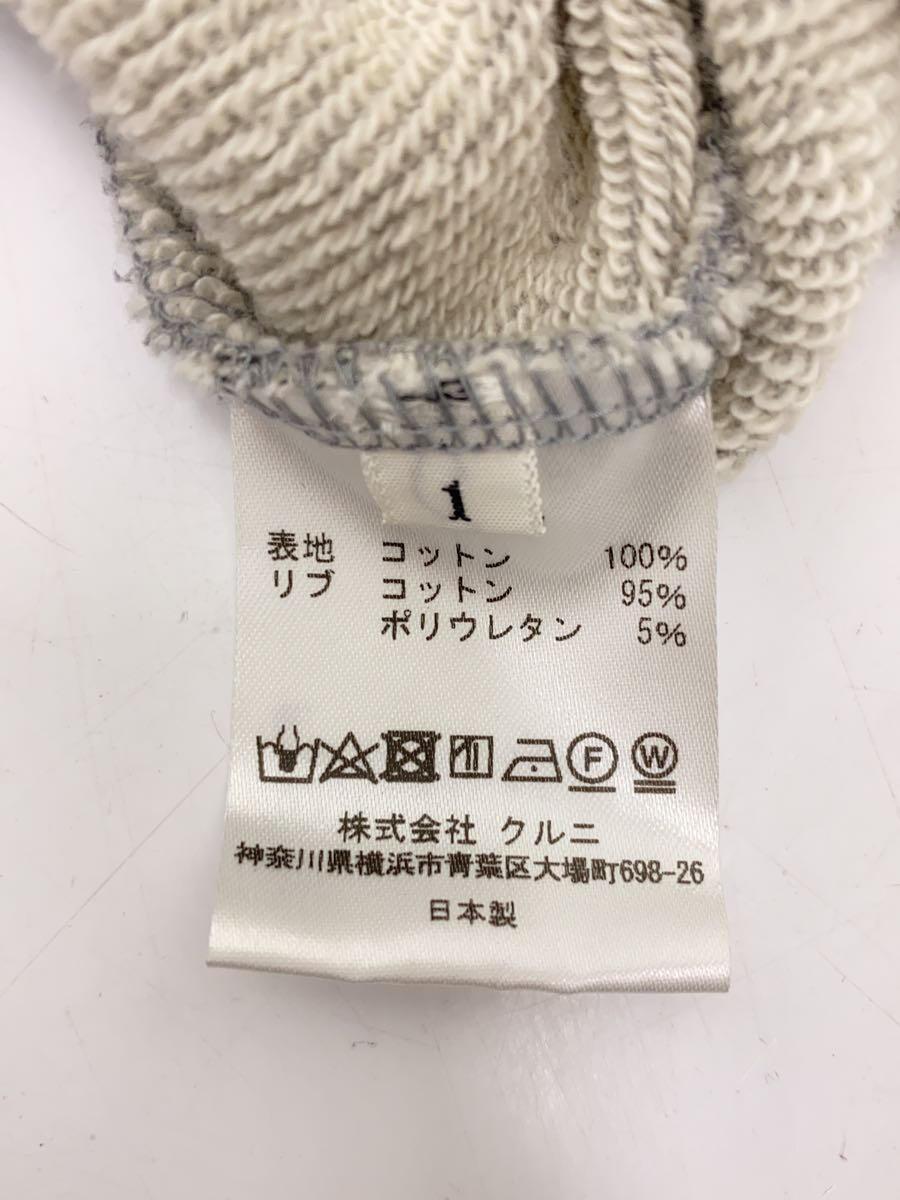 1
表地 コットン 100%
リブ コットン 95%
ポリウレタン 5%
F W
株式会社 クルニ
神奈川県横浜市青葉区大場町698-26
日本製